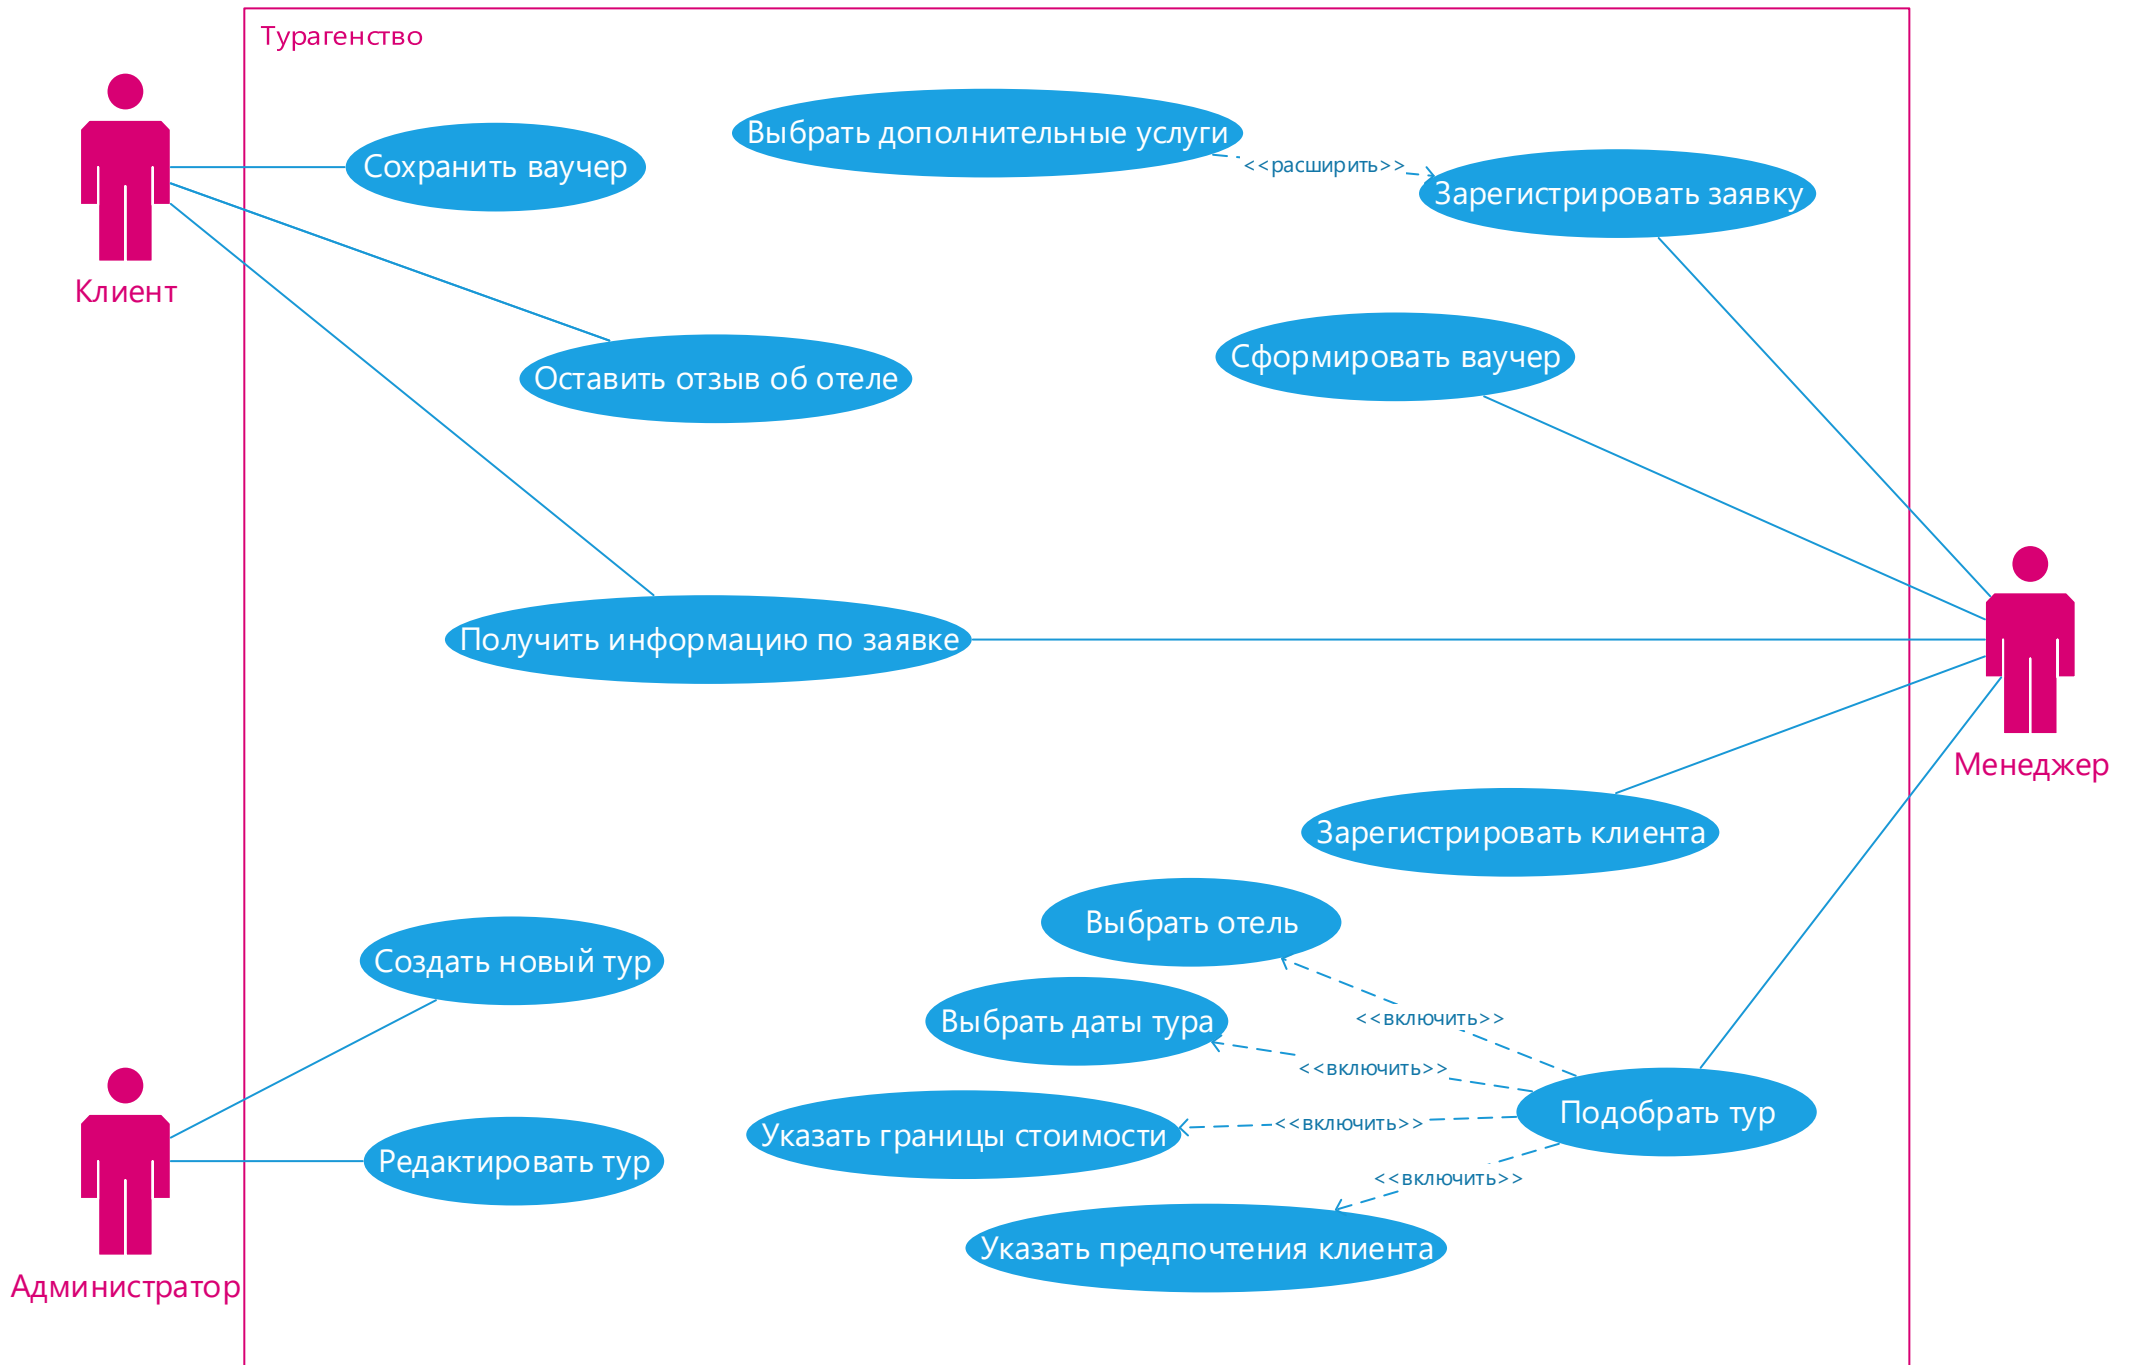 Турагенство
Выбрать дополнительные услуги
Сохранить ваучер
<<расширить>>
Зарегистрировать заявку
Клиент
Сформировать ваучер
Оставить отзыв об отеле
Получить информацию по заявке
Менеджер
Зарегистрировать клиента
Выбрать отель
Создать новый тур
<<включить>>
Выбрать даты тура
<<включить>>
Подобрать тур
<<включить>>
Указать границы стоимости
Редактировать тур
<<включить>>
Указать предпочтения клиента
Администратор